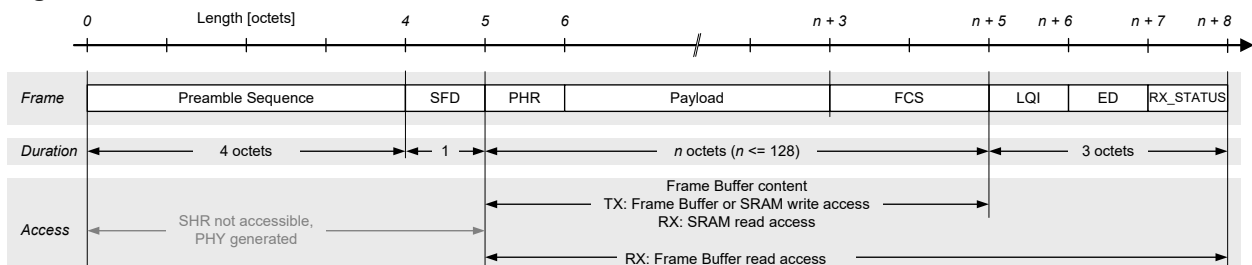 0 Length [octets] 4 5 6 n + 3 n + 5 n + 6 n + 7 n + 8
Frame Preamble Sequence SFD PHR Payload FCS LQI ED RX_STATUS
Duration 4 octets 1 n octets (n <= 128) 3 octets
Frame Buffer content
TX: Frame Buffer or SRAM write access
RX: SRAM read access
Access SHR not accessible,
PHY generated
RX: Frame Buffer read access